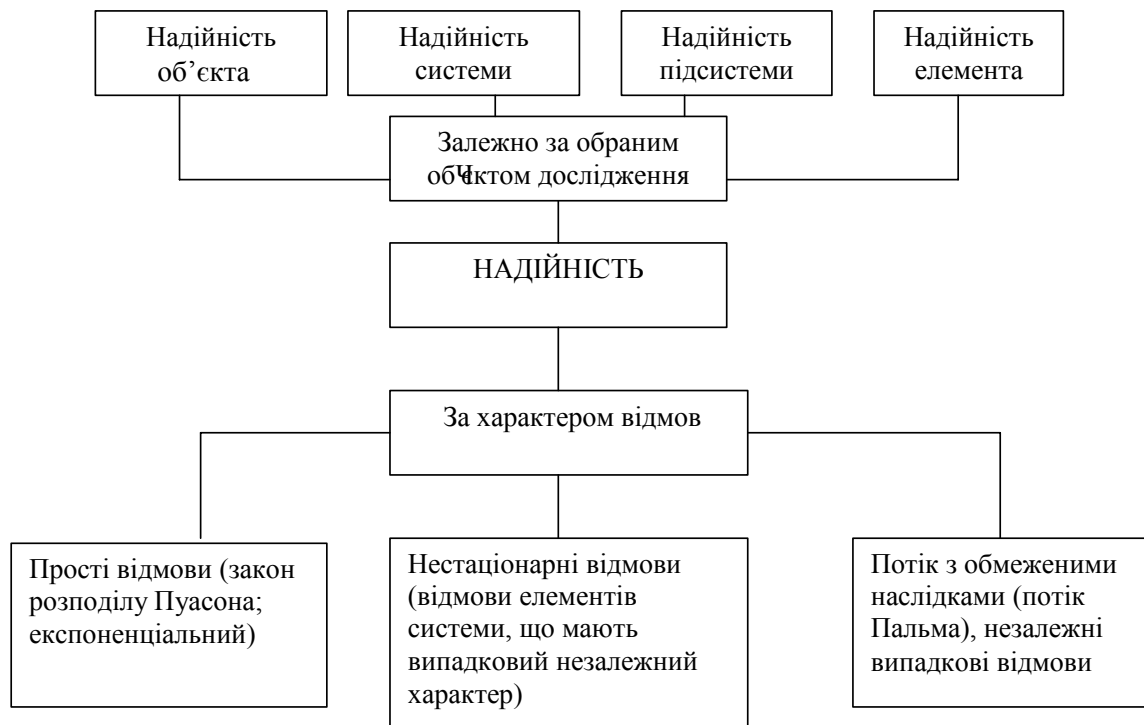 Надійність
об’єкта
Надійність
системи
Надійність
підсистеми
Надійність
елемента
Залежно за обраним
дослідження
НАДІЙНІСТЬ
За характером відмов
Прості відмови (закон
розподілу Пуасона;
експоненціальний)
Нестаціонарні відмови
(відмови елементів
системи, що мають
випадковий незалежний
характер)
Потік з обмеженими
наслідками (потік
Пальма), незалежні
випадкові відмови